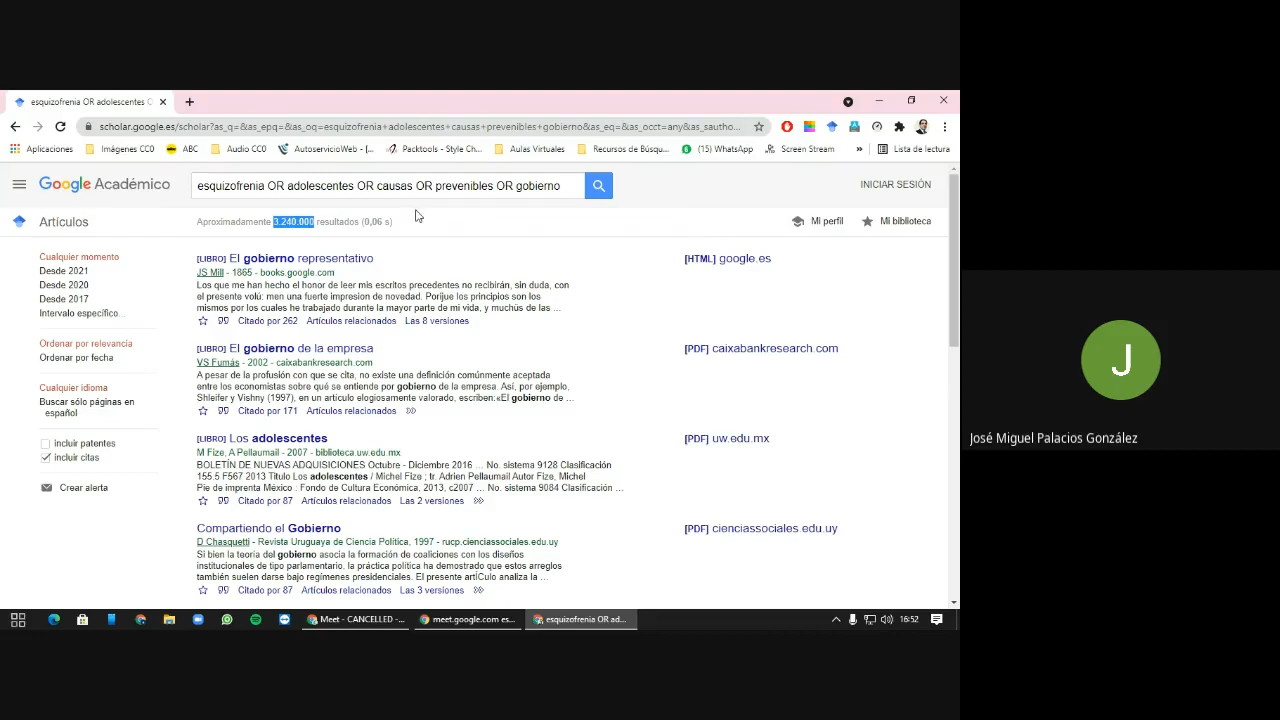 esquizofrenia OR adolescentes C
scholar.google.es/scholar?as_q=&as_epq=&as_oq=esquizofrenia+adolescentes+causas+prevenibles+gobierno&as_eq=&as_occt=any&as_sautho...
Aplicaciones Imágenes CC0 ABC Audio CC0 AutoservicioWeb - [... Packtools - Style Ch... Aulas Virtuales Recursos de Búsqu... (15) WhatsApp Screen Stream » Lista de lectura
Google Académico esquizofrenia OR adolescentes OR causas OR prevenibles OR gobierno INICIAR SESIÓN
Artículos Aproximadamente 3.240.000 resultados (0,06 s) Mi perfil Mi biblioteca
Cualquier momento
Desde 2021
Desde 2020
Desde 2017
Intervalo específico...
Ordenar por relevancia
Ordenar por fecha
Cualquier idioma
Buscar sólo páginas en
español
incluir patentes
incluir citas
Crear alerta
[LIBRO] El gobierno representativo [HTML] google.es
JS Mill - 1865 - books.google.com
Los que me han hecho el honor de leer mis escritos precedentes no recibirán, sin duda, con
el presente volú: men una fuerte impresion de novedad. Porijue los principios son los
mismos por los cuales he trabajado durante la mayor parte de mi vida, y muchús de las ...
Citado por 262 Artículos relacionados Las 8 versiones
[LIBRO] El gobierno de la empresa [PDF] caixabankresearch.com
VS Fumás - 2002 - caixabankresearch.com
A pesar de la profusión con que se cita, no existe una definición comúnmente aceptada
entre los economistas sobre qué se entiende por gobierno de la empresa. Así, por ejemplo,
Shleifer y Vishny (1997), en un artículo elogiosamente valorado, escriben:«El gobierno de ...
Citado por 171 Artículos relacionados
[LIBRO] Los adolescentes [PDF] uw.edu.mx
M Fize, A Pellaumail - 2007 - biblioteca.uw.edu.mx
BOLETÍN DE NUEVAS ADQUISICIONES Octubre - Diciembre 2016 ... No. sistema 9128 Clasificación
155.5 F567 2013 Titulo Los adolescentes / Michel Fize ; tr. Adrien Pellaumail Autor Fize, Michel
Pie de imprenta México : Fondo de Cultura Económica, 2013, c2007 ... No. sistema 9084 Clasificación ...
Citado por 87 Artículos relacionados Las 2 versiones
Compartiendo el Gobierno [PDF] cienciassociales.edu.uy
D Chasquetti - Revista Uruguaya de Ciencia Política, 1997 - rucp.cienciassociales.edu.uy
Si bien la teoría del gobierno asocia la formación de coaliciones con los diseños
institucionales de tipo parlamentario, la práctica política ha demostrado que estos arreglos
también suelen darse bajo regímenes presidenciales. El presente artíCulo analiza la ...
Citado por 87 Artículos relacionados Las 3 versiones
Meet - CANCELLED -... meet.google.com es... esquizofrenia OR ad... 16:52
J
José Miguel Palacios González